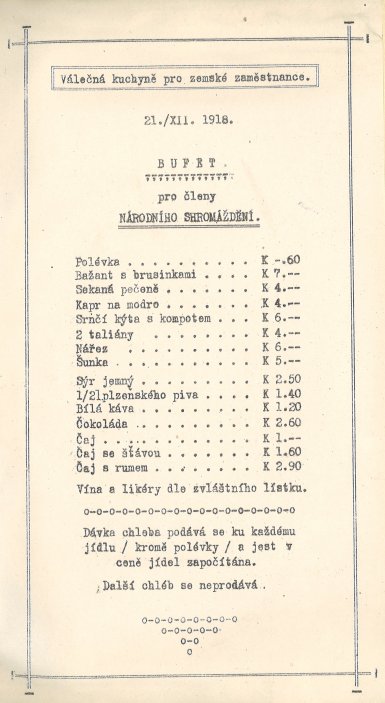 Válečná kuchyně pro zemské zaměstnance.
21./XII. 1918.
BUFET
pro členy
NÁRODNÍHO SHROMÁŽDĚNÍ.
Polévka . . . . . . . . . . K -.60
Bažant s brusinkami . . . . K 7.--
Sekaná pečeně . . . . . . . K 4.--
Kapr na modro . . . . . . . K 4.--
Srnčí kýta s kompotem . . . K 6.--
2 taliány . . . . . . . . K 4.--
Nářez . . . . . . . . . K 6.--
Šunka . . . . . . . . . . . K 5.--
Sýr jemný . . . . . . . . . K 2.50
1/2lplzenského piva . . . . K 1.40
Bílá káva . . . . . . . . . K 1.20
Čokoláda . . . . . . . . . K 2.60
Čaj . . . . . . . . . . . . K 1.--
Čaj se šťávou . . . . . . . K 1.60
Čaj s rumem . . . . . . . . K 2.90
Vína a likéry dle zvláštního lístku.
o-o-o-o-o-o-o-o-o-o-o-o-o-o-o-o
Dávka chleba podává se ku každému
jídlu / kromě polévky / a jest v
ceně jídel započítána.
Další chléb se neprodává.
o-o-o-o-o-o-o-o
o-o-o-o-o
o-o
o